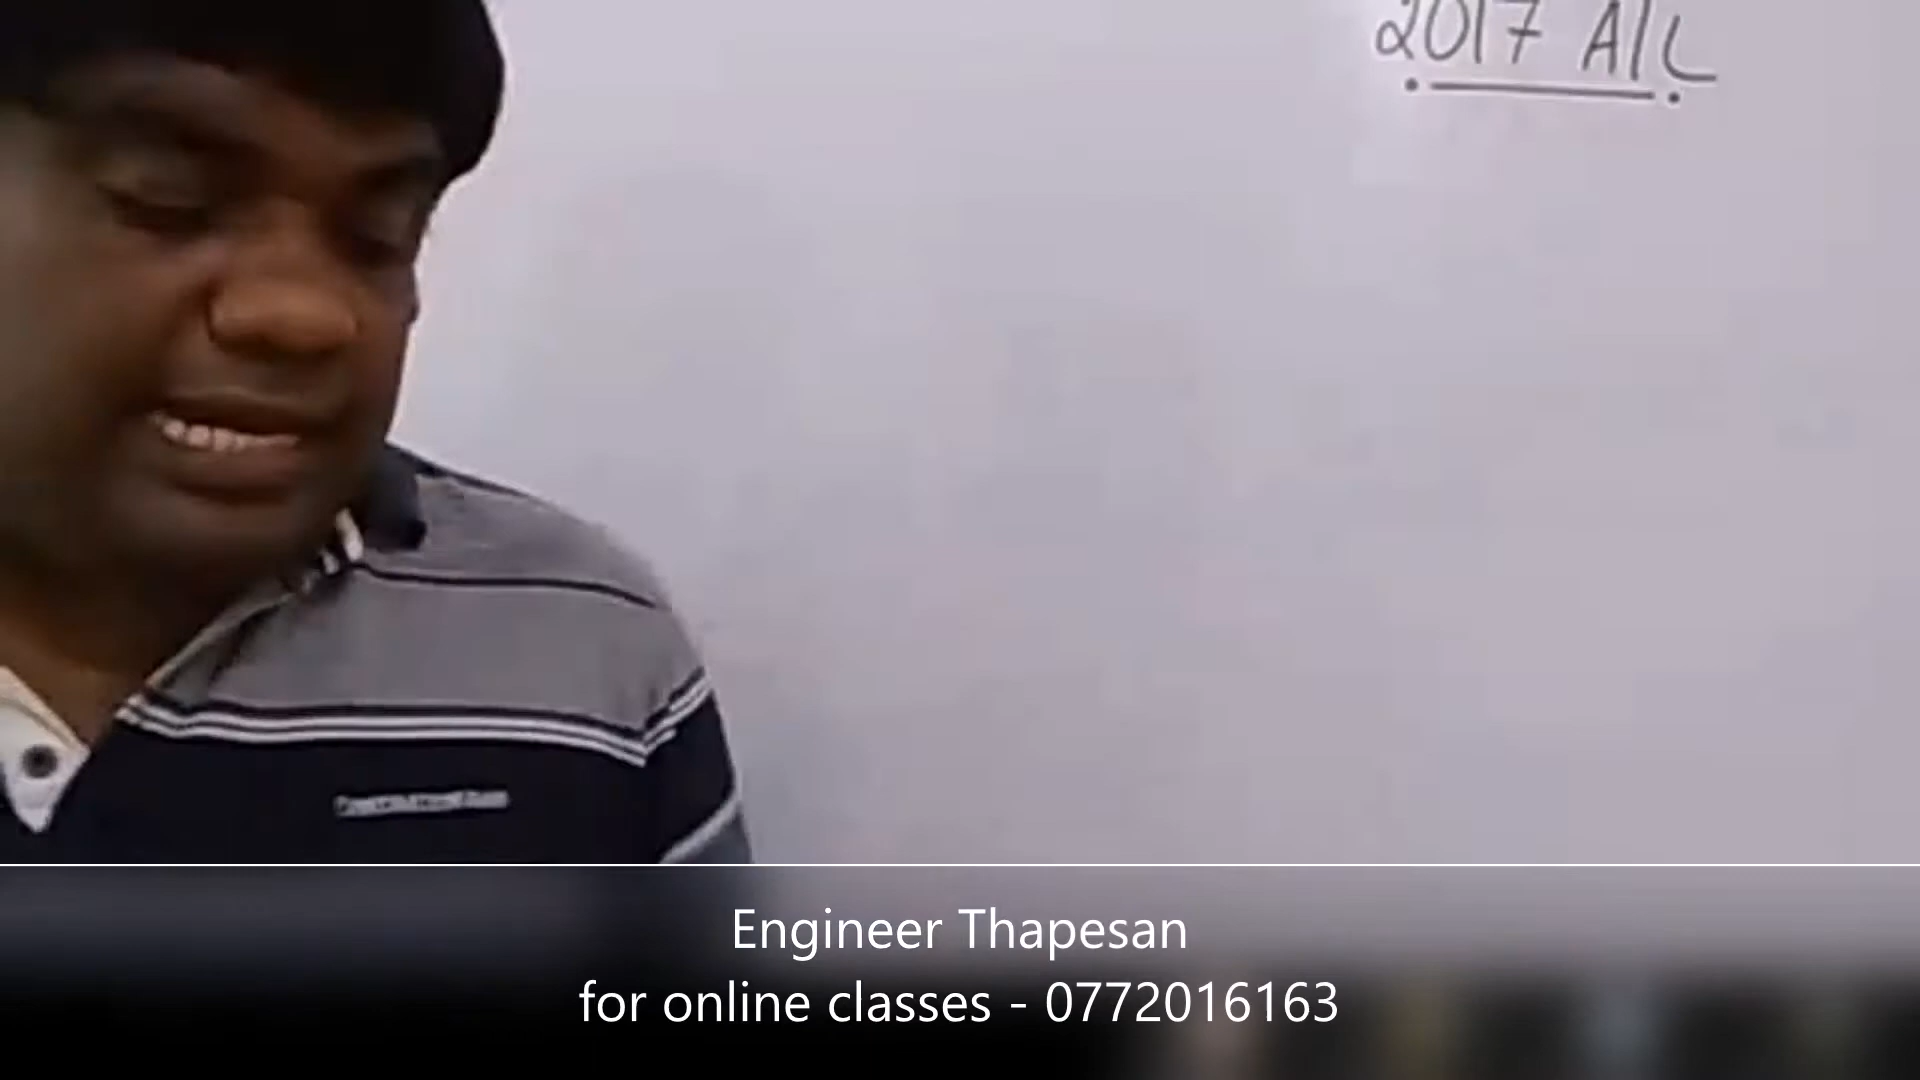 2017 A/L
Engineer Thapesan
for online classes - 0772016163